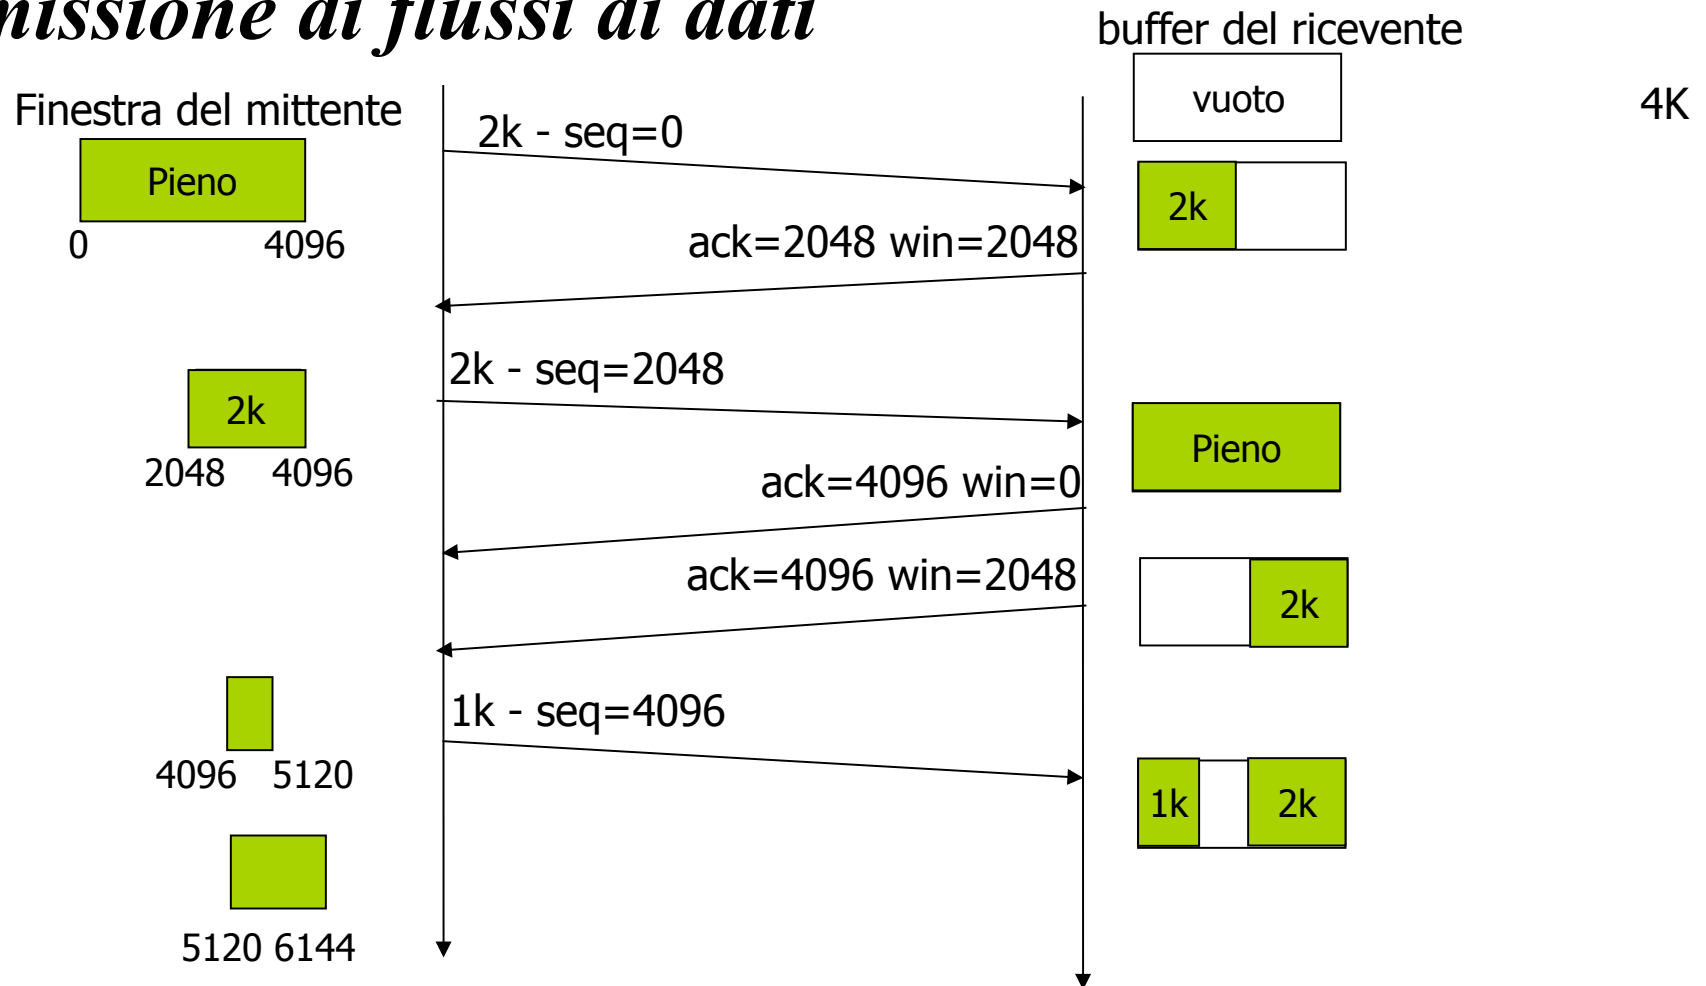 missione di flussi di dati
buffer del ricevente
Finestra del mittente
vuoto
4K
2k - seq=0
Pieno
0 4096
2k
ack=2048 win=2048
2k - seq=2048
2k
2048 4096
Pieno
ack=4096 win=0
ack=4096 win=2048
2k
1k - seq=4096
4096 5120
1k 2k
5120 6144